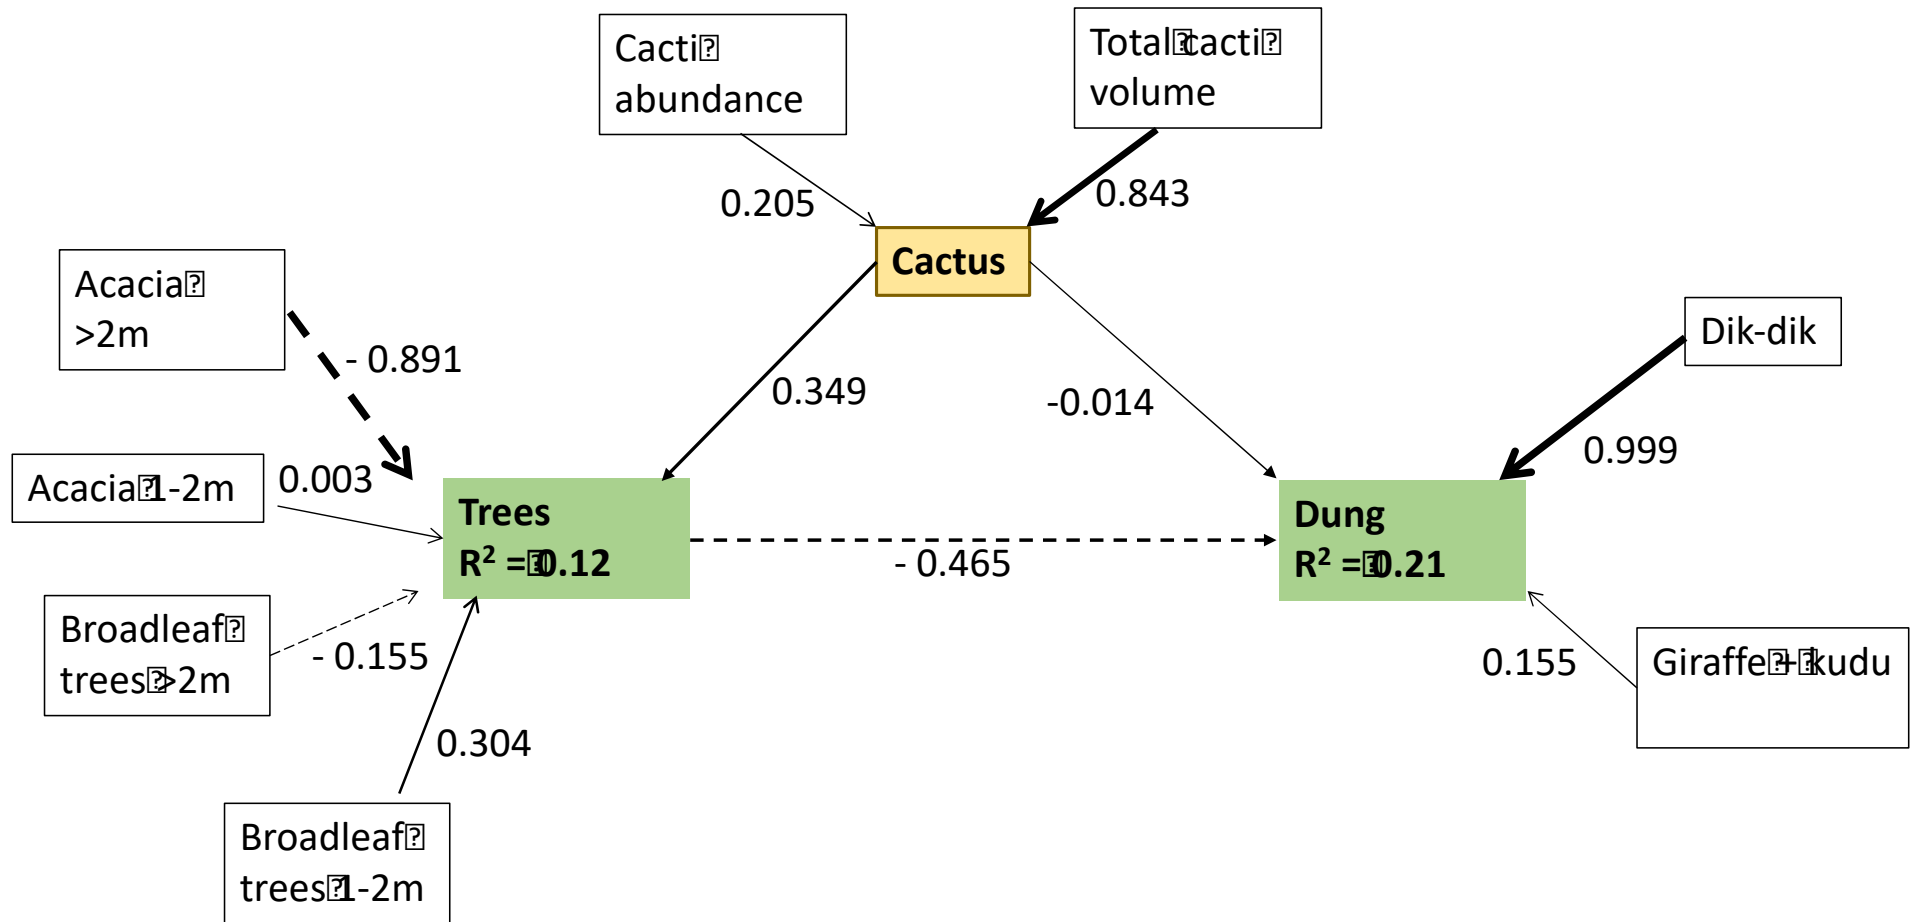 Cacti
abundance
Total cacti
volume
0.205
0.843
Cactus
Acacia
>2m
- 0.891
0.349
-0.014
Dik-dik
0.999
Acacia 1-2m
0.003
Trees
R² = 0.12
- 0.465
Dung
R² = 0.21
Broadleaf
trees >2m
- 0.155
0.304
0.155
Giraffe + kudu
Broadleaf
trees 1-2m